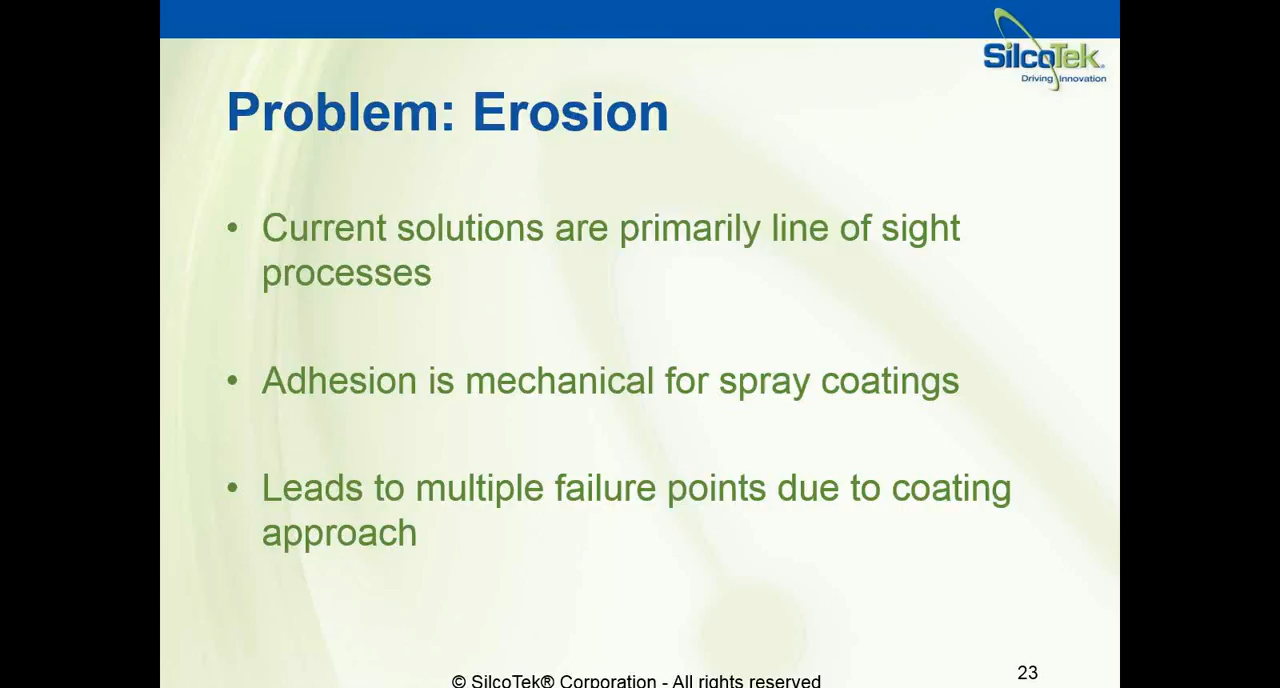 SilcoTek®
Driving Innovation
Problem: Erosion
• Current solutions are primarily line of sight
processes
• Adhesion is mechanical for spray coatings
• Leads to multiple failure points due to coating
approach
23
© SilcoTek® Corporation - All rights reserved